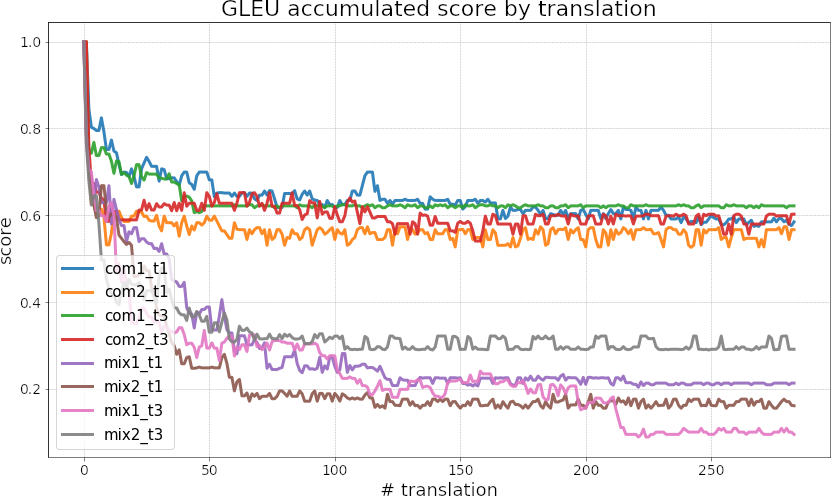 GLEU accumulated score by translation
score
1.0
0.8
0.6
0.4
0.2
com1_t1
com2_t1
com1_t3
com2_t3
mix1_t1
mix2_t1
mix1_t3
mix2_t3
0 50 100 150 200 250
# translation